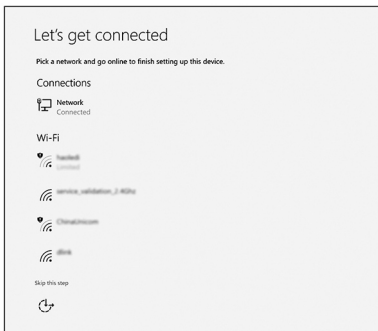 Let's get connected
Pick a network and go online to finish setting up this device.
Connections
Network
Connected
Wi-Fi
Limited
service_validation_2.4Ghz
ChinaUnicom
dlink
Skip this step